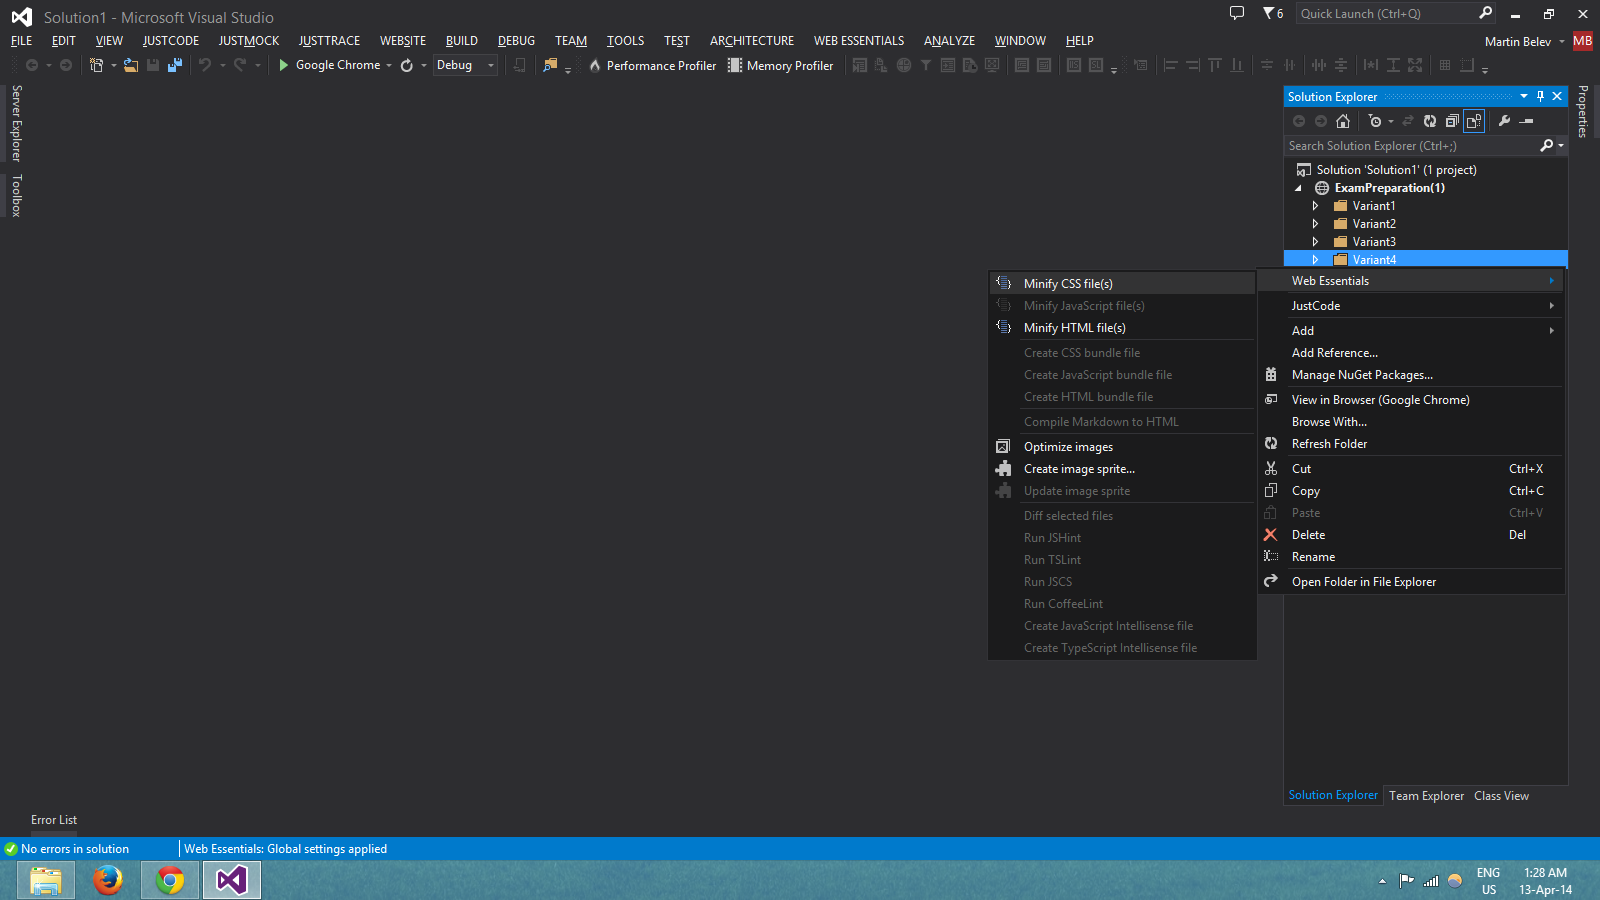 Solution1 - Microsoft Visual Studio
6
Quick Launch (Ctrl+Q)
FILE EDIT VIEW JUSTCODE JUSTMOCK JUSTTRACE WEBSITE BUILD DEBUG TEAM TOOLS TEST ARCHITECTURE WEB ESSENTIALS ANALYZE WINDOW HELP
Martin Belev MB
Google Chrome Debug Performance Profiler Memory Profiler
Server Explorer
Toolbox
Solution Explorer
Properties
Search Solution Explorer (Ctrl+;)
Solution 'Solution1' (1 project)
ExamPreparation(1)
Variant1
Variant2
Variant3
Variant4
Minify CSS file(s)
Minify JavaScript file(s)
Minify HTML file(s)
Create CSS bundle file
Create JavaScript bundle file
Create HTML bundle file
Compile Markdown to HTML
Optimize images
Create image sprite...
Update image sprite
Diff selected files
Run JSHint
Run TSLint
Run JSCS
Run CoffeeLint
Create JavaScript Intellisense file
Create TypeScript Intellisense file
Web Essentials
JustCode
Add
Add Reference...
Manage NuGet Packages...
View in Browser (Google Chrome)
Browse With...
Refresh Folder
Cut Ctrl+X
Copy Ctrl+C
Paste Ctrl+V
Delete Del
Rename
Open Folder in File Explorer
Solution Explorer Team Explorer Class View
Error List
No errors in solution
Web Essentials: Global settings applied
ENG
US
1:28 AM
13-Apr-14